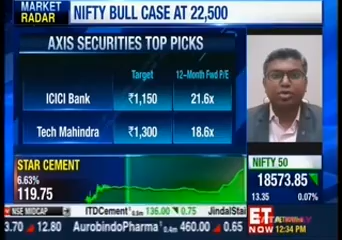 MARKET
RADAR
NIFTY BULL CASE AT 22,500
AXIS SECURITIES TOP PICKS
Target 12-Month Fwd P/E
ICICI Bank ₹1,150 21.6x
Tech Mahindra ₹1,300 18.6x
STAR CEMENT
6.63%
119.75
NIFTY 50
18573.85
13.35 0.07%
NSE MIDCAP ITDCement 136.00 0.75 JindalStai
3.70 12.80 AurobindoPharma 460.00 0.65
ET
NOW 12:34 PM